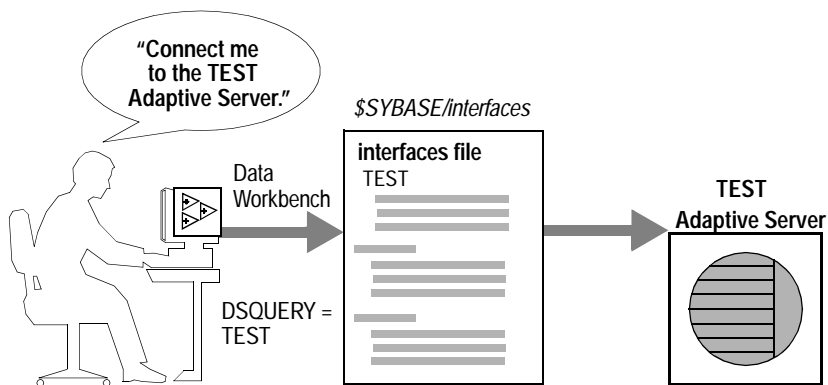 “Connect me
to the TEST
Adaptive Server.”
$SYBASE/interfaces
interfaces file
TEST
Data
Workbench
DSQUERY =
TEST
TEST
Adaptive Server